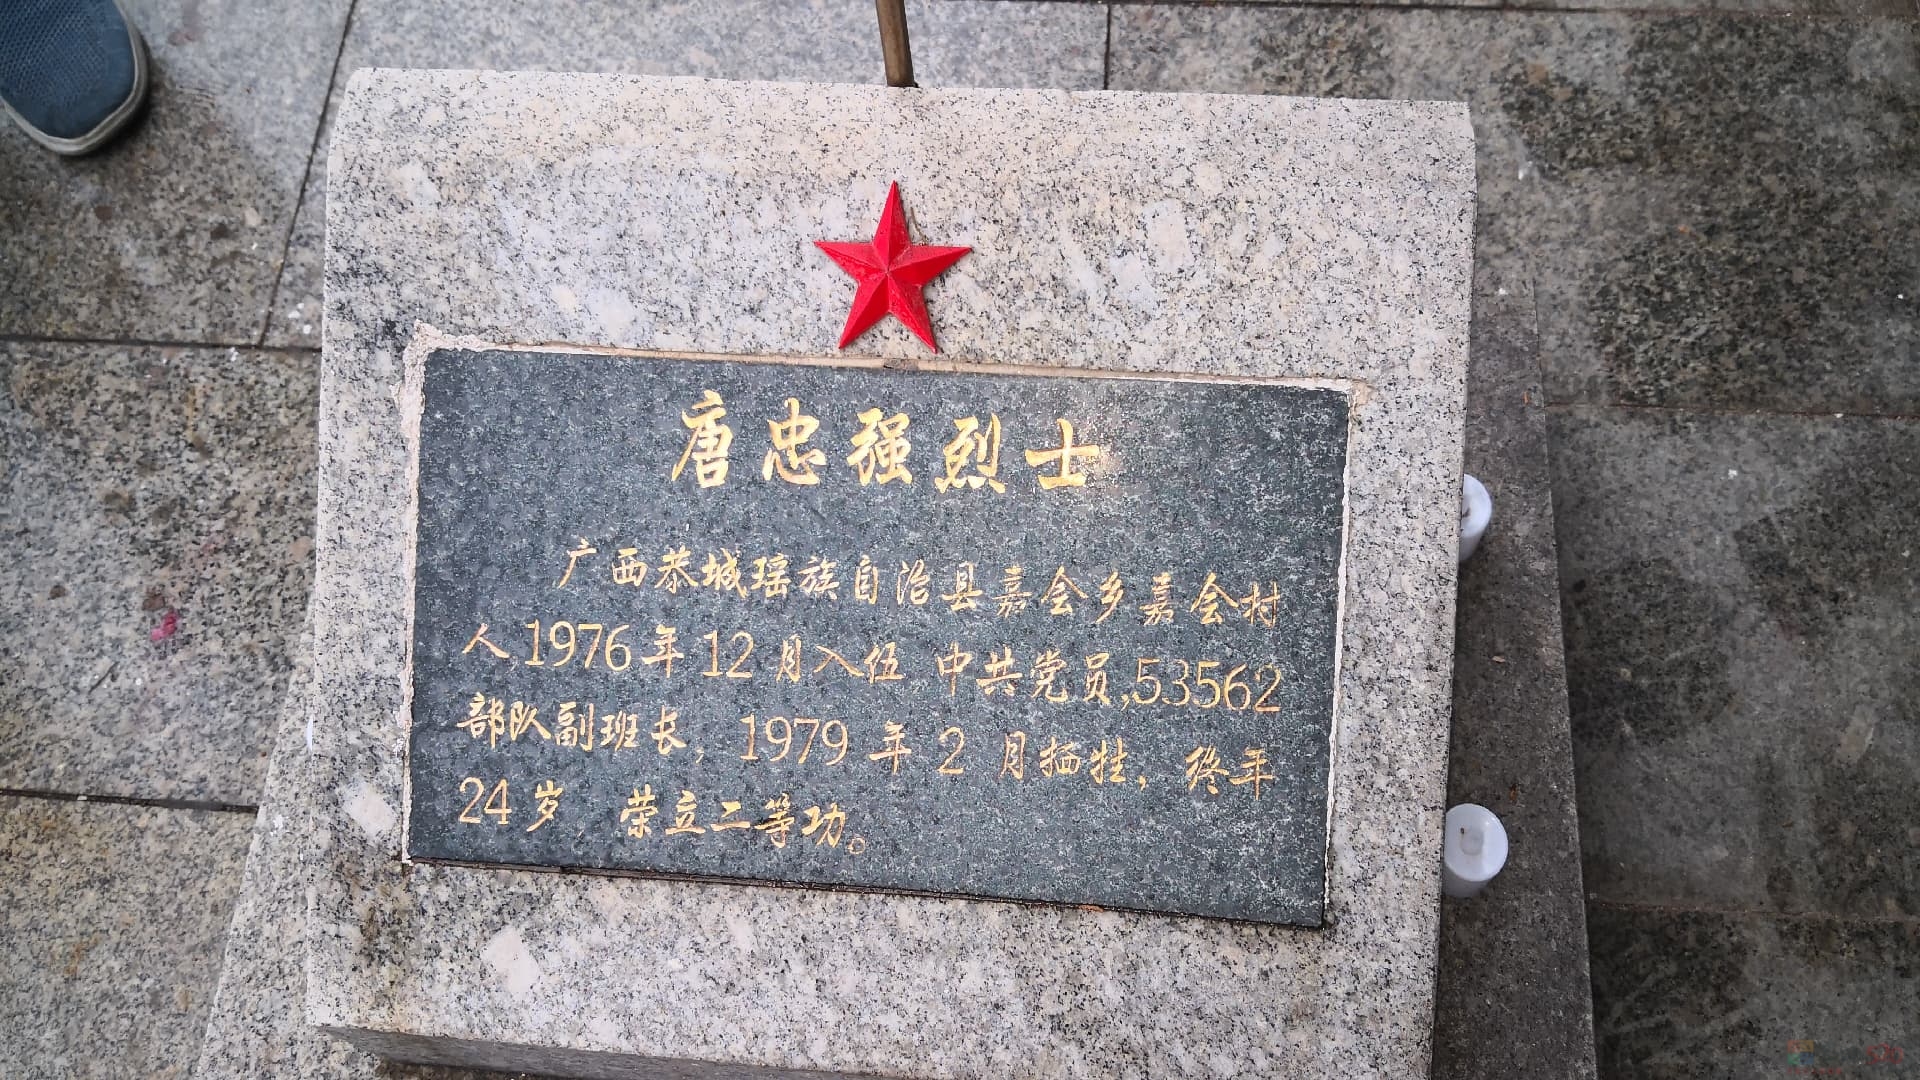 唐忠强烈士
广西恭城瑶族自治县嘉会乡嘉会村
人,1976年12月入伍 中共党员,53562
部队副班长，1979年2月牺牲，终年
24岁，荣立二等功。